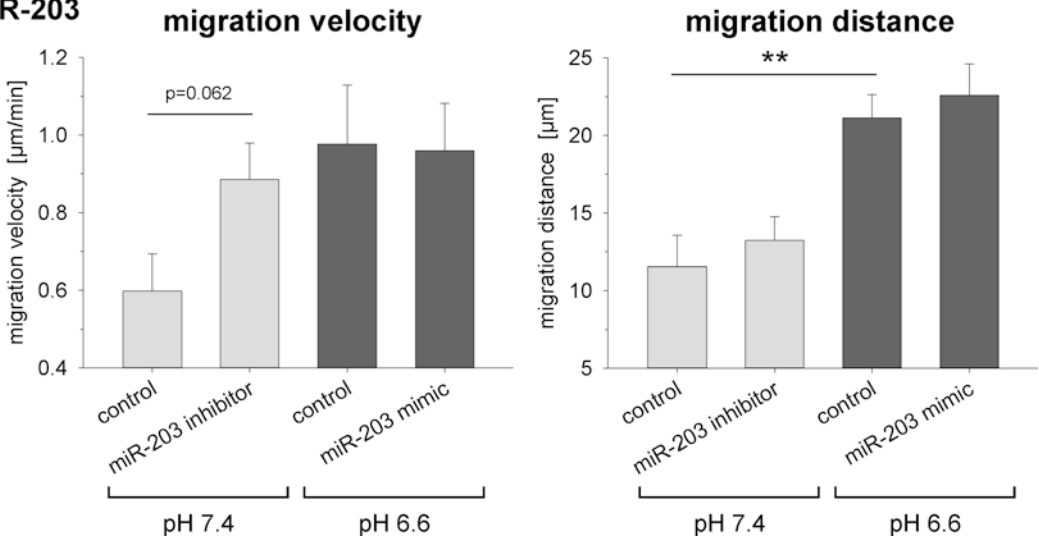 R-203
migration velocity
migration velocity [µm/min]
1.2
1.0
0.8
0.6
0.4
p=0.062
control
miR-203 inhibitor
control
miR-203 mimic
pH 7.4
pH 6.6
migration distance
migration distance [µm]
25
20
15
10
5
**
control
miR-203 inhibitor
control
miR-203 mimic
pH 7.4
pH 6.6